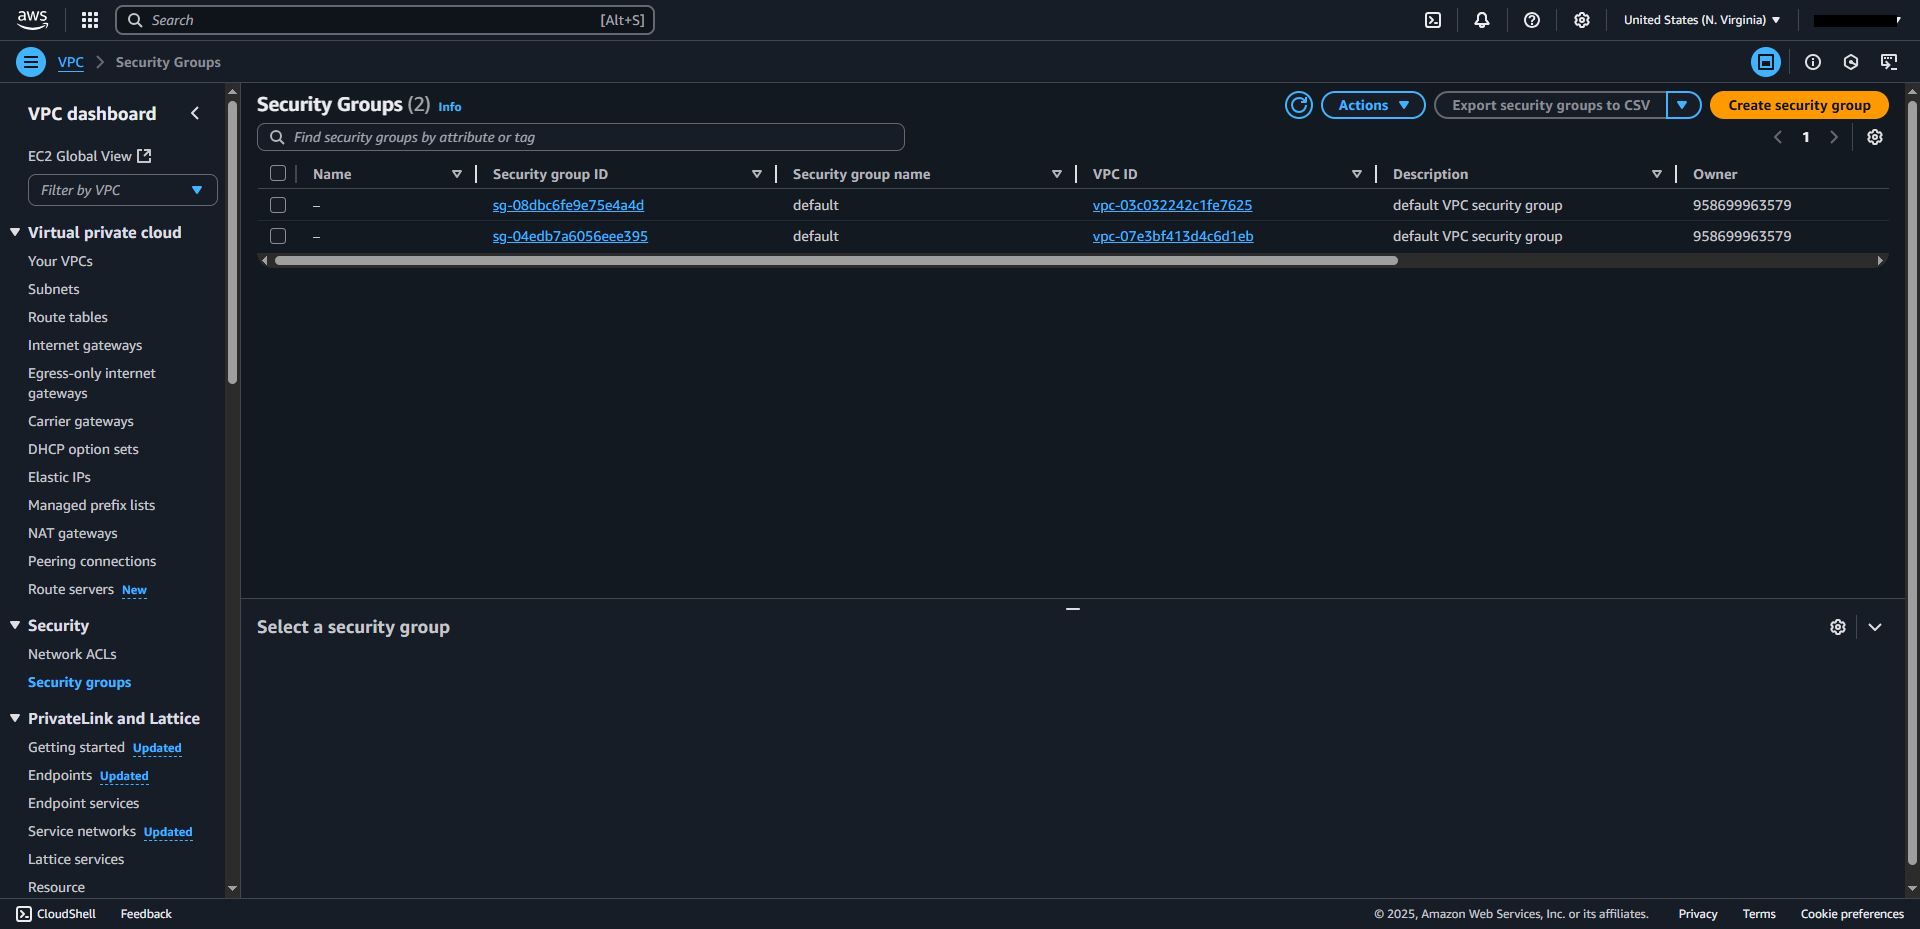 aws
Search [Alt+S]
United States (N. Virginia)
VPC > Security Groups
VPC dashboard
EC2 Global View
Filter by VPC
Virtual private cloud
Your VPCs
Subnets
Route tables
Internet gateways
Egress-only internet
gateways
Carrier gateways
DHCP option sets
Elastic IPs
Managed prefix lists
NAT gateways
Peering connections
Route servers New
Security
Network ACLs
Security groups
PrivateLink and Lattice
Getting started Updated
Endpoints Updated
Endpoint services
Service networks Updated
Lattice services
Resource
Security Groups (2) Info
Actions
Export security groups to CSV
Create security group
Find security groups by attribute or tag
1
Name Security group ID Security group name VPC ID Description Owner
– sg-08dbc6fe9e75e4a4d default vpc-03c032242c1fe7625 default VPC security group 958699963579
– sg-04edb7a6056eee395 default vpc-07e3bf413d4c6d1eb default VPC security group 958699963579
Select a security group
CloudShell Feedback
© 2025, Amazon Web Services, Inc. or its affiliates. Privacy Terms Cookie preferences